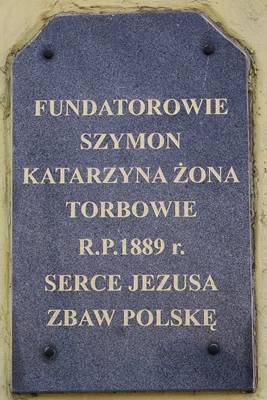 FUNDATOROWIE
SZYMON
KATARZYNA ŻONA
TORBOWIE
R.P.1889 r.
SERCE JEZUSA
ZBAW POLSKĘ